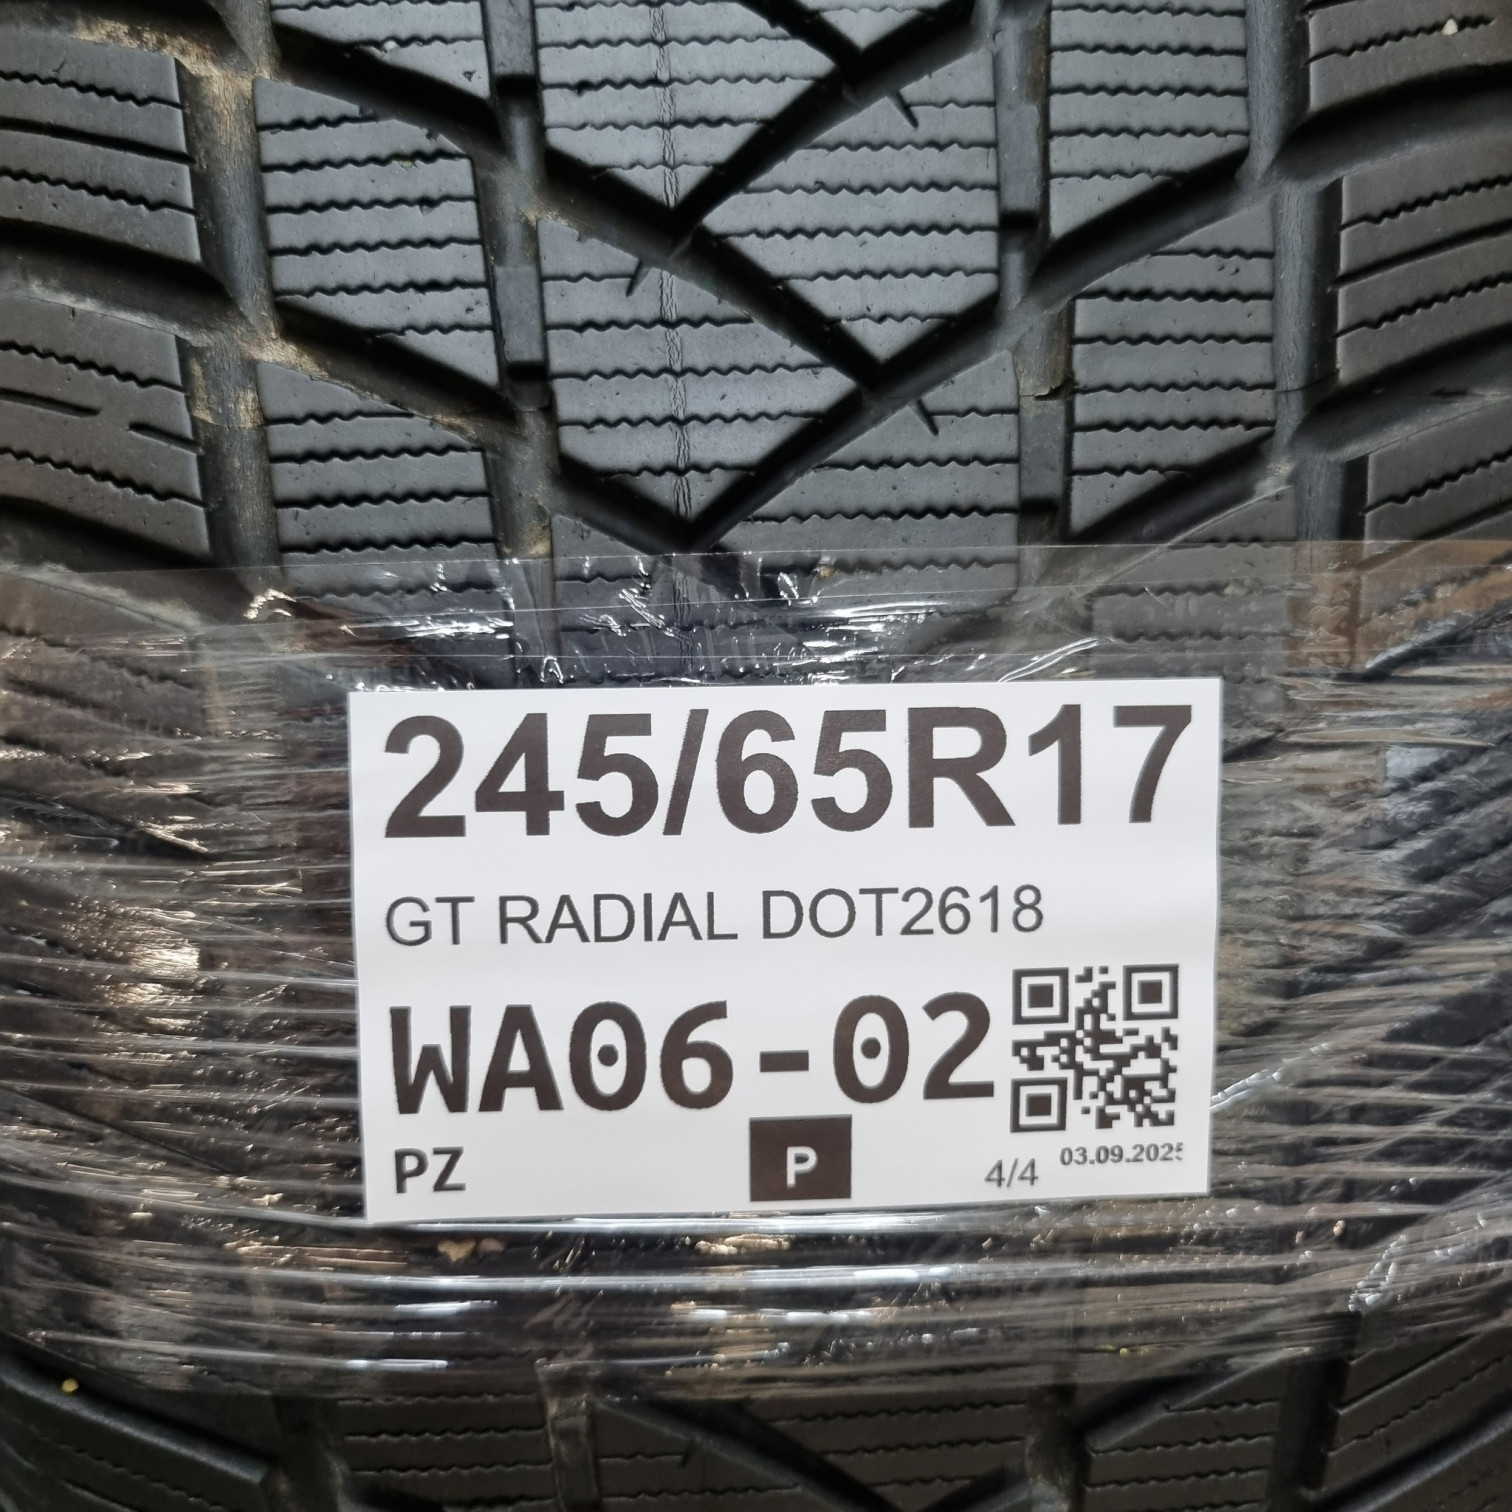 245/65R17
GT RADIAL DOT2618
WA06-02
PZ P 4/4 03.09.2025